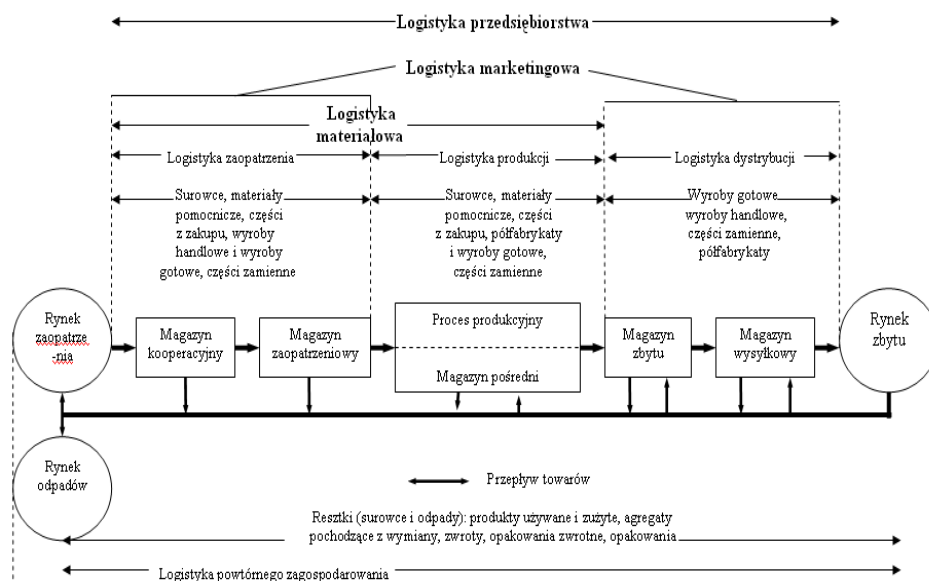 Logistyka przedsiębiorstwa
Logistyka marketingowa
Logistyka
materiałowa
Logistyka zaopatrzenia
Logistyka produkcji
Logistyka dystrybucji
Surowce, materiały
pomocnicze, części
z zakupu, wyroby
handlowe i wyroby
gotowe, części zamienne
Surowce, materiały
pomocnicze, części
z zakupu, półfabrykaty
i wyroby gotowe,
części zamienne
Wyroby gotowe
wyroby handlowe,
części zamienne,
półfabrykaty
Rynek
zaopatrze
-nia
Magazyn
kooperacyjny
Magazyn
zaopatrzeniowy
Proces produkcyjny
Magazyn pośredni
Magazyn
zbytu
Magazyn
wysyłkowy
Rynek
zbytu
Rynek
odpadów
Przepływ towarów
Resztki (surowce i odpady): produkty używane i zużyte, agregaty
pochodzące z wymiany, zwroty, opakowania zwrotne, opakowania
Logistyka powtórnego zagospodarowania